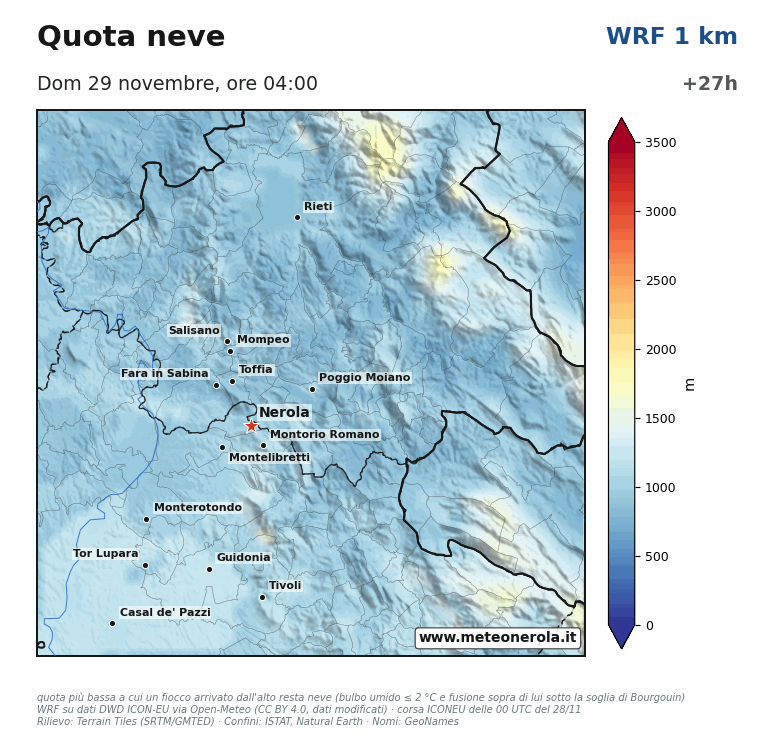 Quota neve
WRF 1 km
Dom 29 novembre, ore 04:00
+27h
Rieti
Salisano
Mompeo
Fara in Sabina
Toffia
Poggio Moiano
Nerola
Montorio Romano
Montelibretti
Monterotondo
Tor Lupara
Guidonia
Tivoli
Casal de' Pazzi
www.meteonerola.it
3500
3000
2500
2000
1500
1000
500
0
m
quota più bassa a cui un fiocco arrivato dall'alto resta neve (bulbo umido ≤ 2 °C e fusione sopra di lui sotto la soglia di Bourgouin)
WRF su dati DWD ICON-EU via Open-Meteo (CC BY 4.0, dati modificati) · corsa ICONEU delle 00 UTC del 28/11
Rilievo: Terrain Tiles (SRTM/GMTED) · Confini: ISTAT, Natural Earth · Nomi: GeoNames